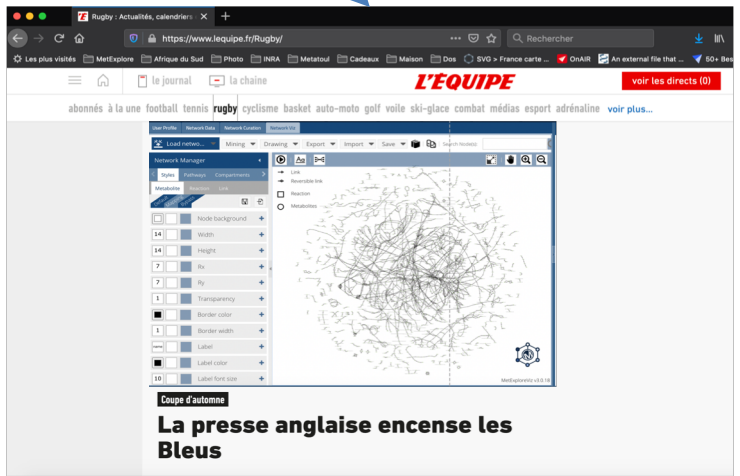 Rugby : Actualités, calendriers
https://www.lequipe.fr/Rugby/
Rechercher
Les plus visités MetExplore Afrique du Sud Photo INRA Metatoul Cadeaux Maison Dos SVG > France carte ... OnAIR An external file that ... 50+ Bes
le journal la chaine L'ÉQUIPE voir les directs (0)
abonnés à la une football tennis rugby cyclisme basket auto-moto golf voile ski-glace combat médias esport adrénaline voir plus...
User Profile Network Data Network Curation Network Viz
Load netwo... Mining Drawing Export Import Save Search Node(s)
Network Manager
Styles Pathways Compartments
Metabolite Reaction Link
Link
Reversible link
Reaction
Metabolites
Node background
14 Width
14 Height
7 Rx
7 Ry
1 Transparency
Border color
1 Border width
name Label
Label color
10 Label font size
MetExploreViz v3.0.18
Coupe d'automne
La presse anglaise encense les
Bleus